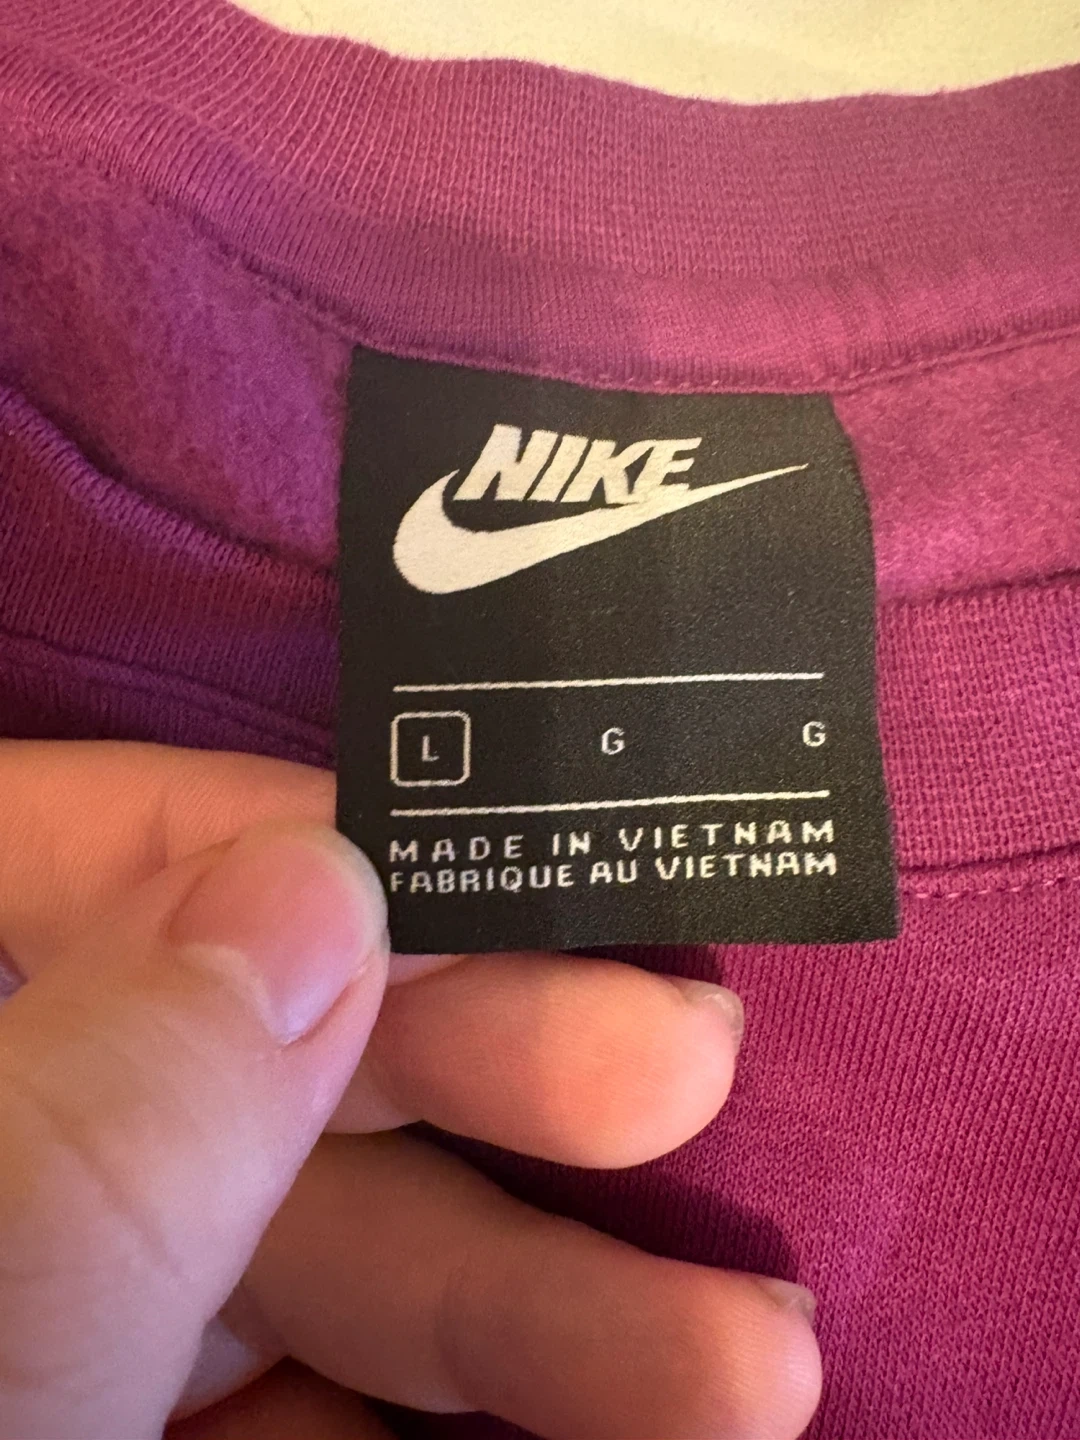 NIKE
L G G
MADE IN VIETNAM
FABRIQUE AU VIETNAM